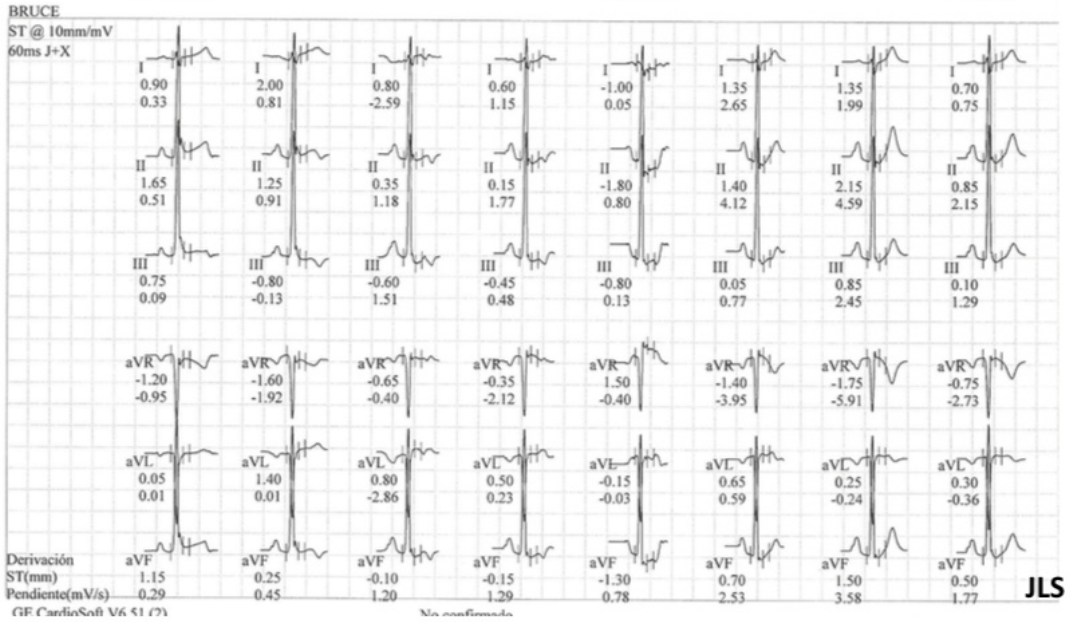 BRUCE
ST @ 10mm/mV
60ms J+X
I I I I I I I I
0.90 2.00 0.80 0.60 -1.00 1.35 1.35 0.70
0.33 0.81 -2.59 1.15 0.05 2.65 1.99 0.75
II II II II II II II II
1.65 1.25 0.35 0.15 -1.80 1.40 2.15 0.85
0.51 0.91 1.18 1.77 0.80 4.12 4.59 2.15
III III III III III III III III
0.75 -0.80 -0.60 -0.45 -0.80 0.05 0.85 0.10
0.09 -0.13 1.51 0.48 0.13 0.77 2.45 1.29
aVR aVR aVR aVR aVR aVR aVR aVR
-1.20 -1.60 -0.65 -0.35 1.50 -1.40 -1.75 -0.75
-0.95 -1.92 -0.40 -2.12 -0.40 -3.95 -5.91 -2.73
aVL aVL aVL aVL aVL aVL aVL aVL
0.05 1.40 0.80 0.50 -0.15 0.65 0.25 0.30
0.01 0.01 -2.86 0.23 -0.03 0.59 -0.24 -0.36
Derivación aVF aVF aVF aVF aVF aVF aVF aVF
ST(mm) 1.15 0.25 -0.10 -0.15 -1.30 0.70 1.50 0.50
Pendiente(mV/s) 0.29 0.45 1.20 1.29 0.78 2.53 3.58 1.77
JLS
GE CardioSoft V6.51 (2) No confirmado